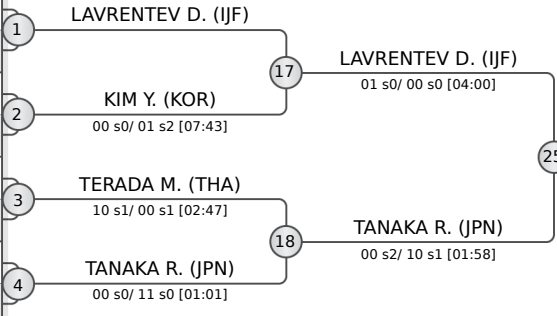 LAVRENTEV D. (IJF)
1
17
LAVRENTEV D. (IJF)
01 s0/ 00 s0 [04:00]
KIM Y. (KOR)
2
00 s0/ 01 s2 [07:43]
25
TERADA M. (THA)
3
10 s1/ 00 s1 [02:47]
18
TANAKA R. (JPN)
00 s2/ 10 s1 [01:58]
TANAKA R. (JPN)
4
00 s0/ 11 s0 [01:01]